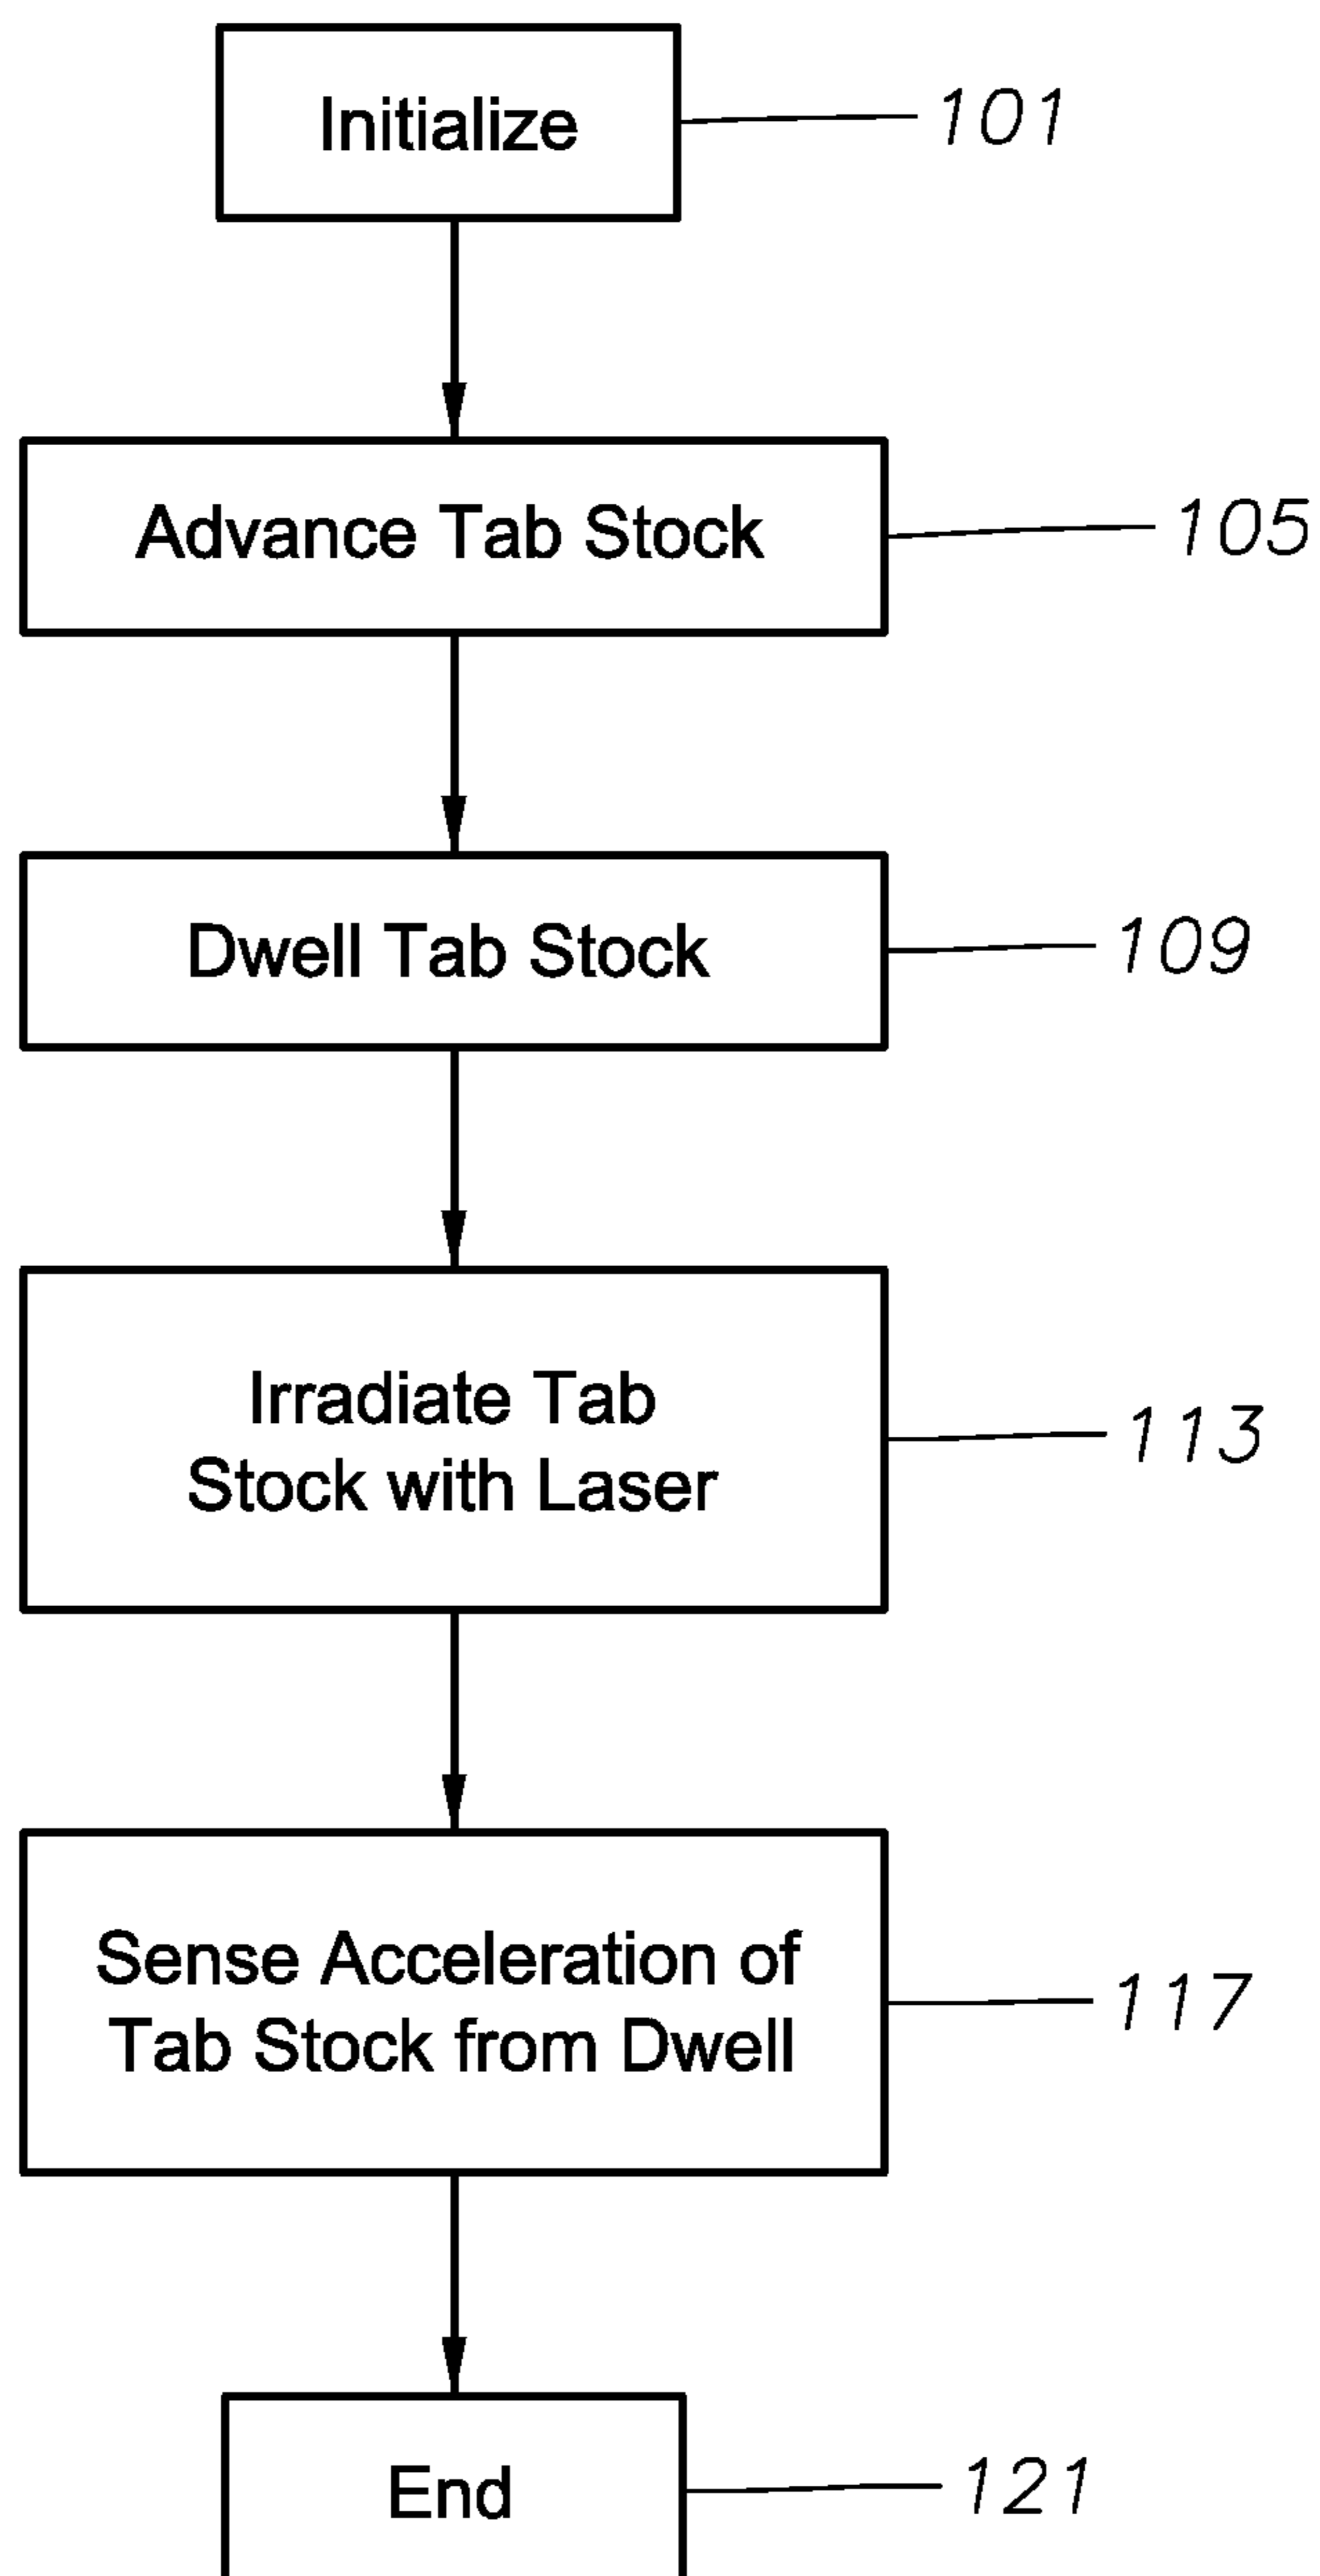 Initialize
101
Advance Tab Stock
105
Dwell Tab Stock
109
Irradiate Tab
Stock with Laser
113
Sense Acceleration of
Tab Stock from Dwell
117
End
121